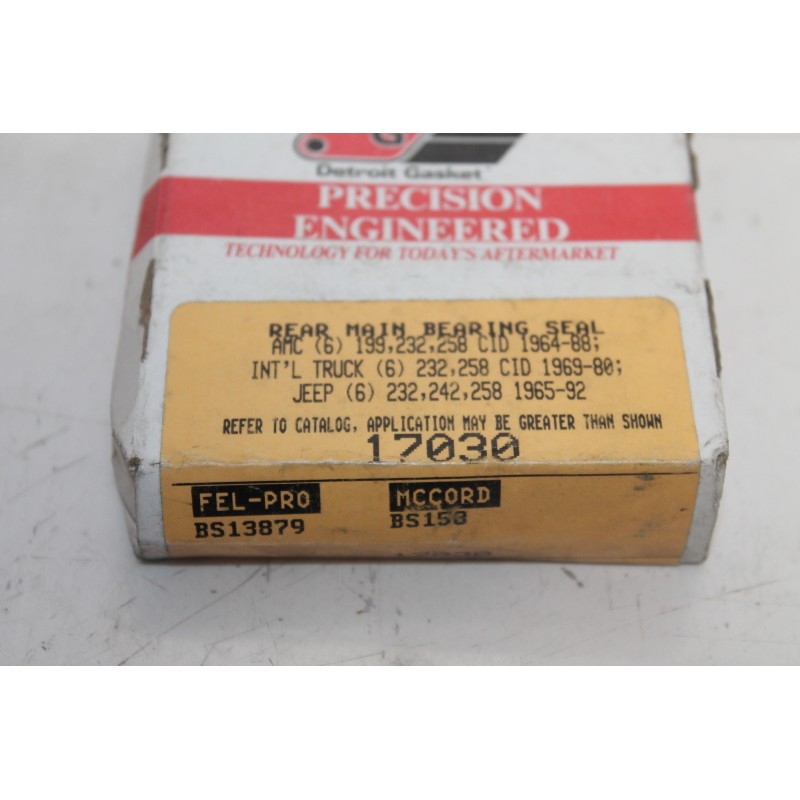 Detroit Gasket
PRECISION
ENGINEERED
TECHNOLOGY FOR TODAY'S AFTERMARKET
REAR MAIN BEARING SEAL
AMC (6) 199,232,258 CID 1964-88;
INT'L TRUCK (6) 232,258 CID 1969-80;
JEEP (6) 232,242,258 1965-92
REFER TO CATALOG, APPLICATION MAY BE GREATER THAN SHOWN
17030
FEL-PRO MCCORD
BS13879 BS153